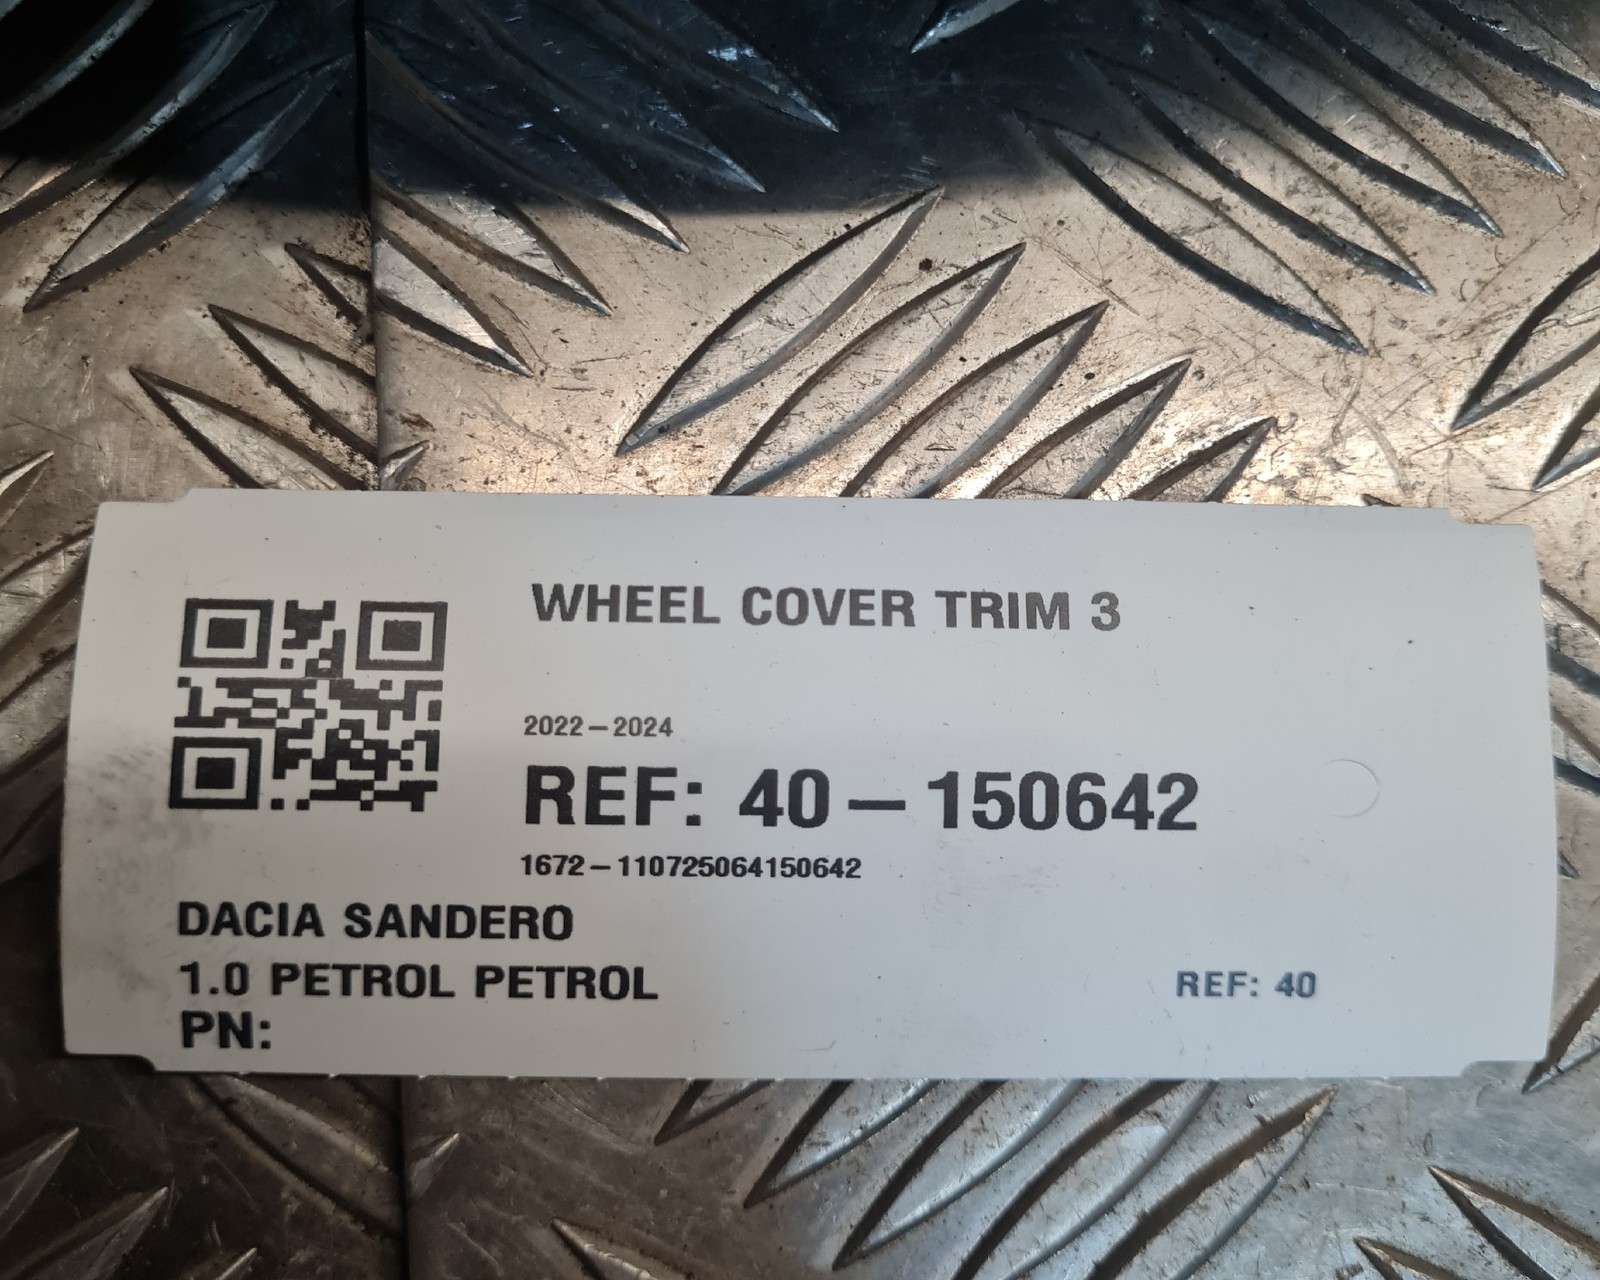 WHEEL COVER TRIM 3
2022-2024
REF: 40-150642
1672-110725064150642
DACIA SANDERO
1.0 PETROL PETROL
REF: 40
PN: